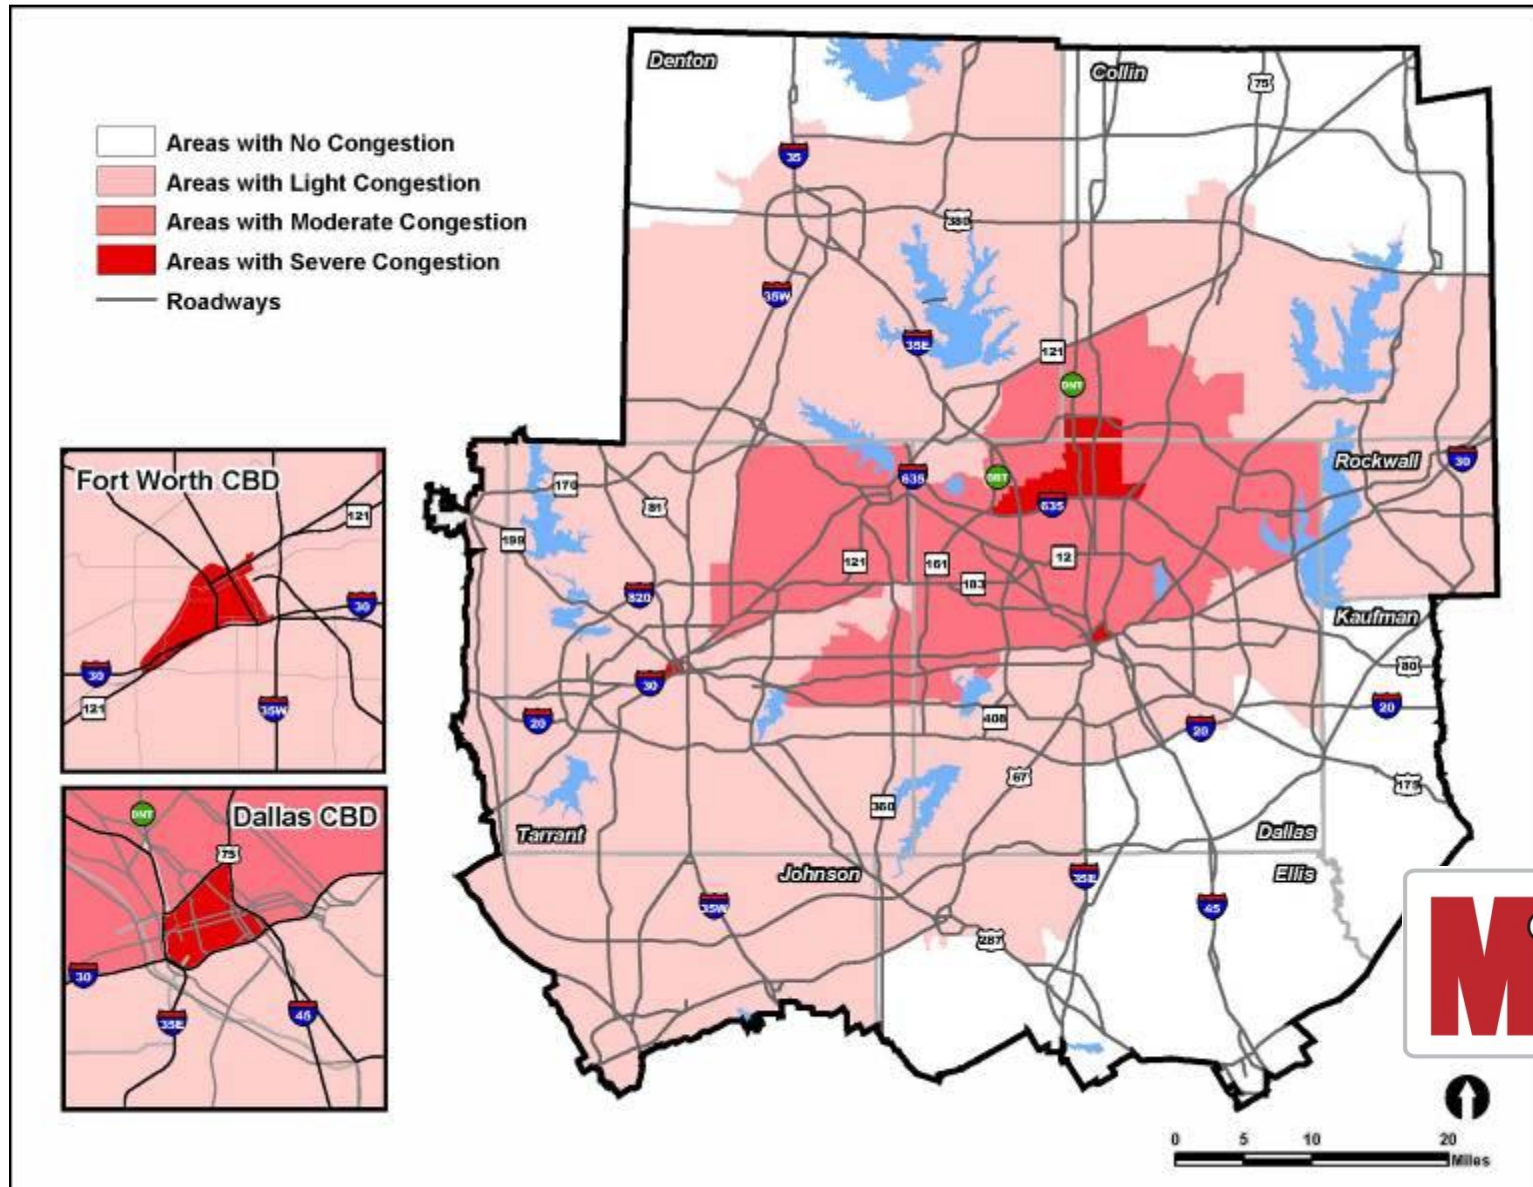 Denton
Collin
75
Areas with No Congestion
Areas with Light Congestion
Areas with Moderate Congestion
Areas with Severe Congestion
Roadways
35
380
35W
35E
121
DNT
Fort Worth CBD
121
30
30
121
35W
170
81
199
635
635
Rockwall
30
121
161
183
12
820
Kaufman
80
30
20
408
20
20
67
175
360
Tarrant
Dallas
Johnson
Ellis
35E
35W
45
287
Dallas CBD
DNT
75
30
35E
45
M
0 5 10 20
Miles